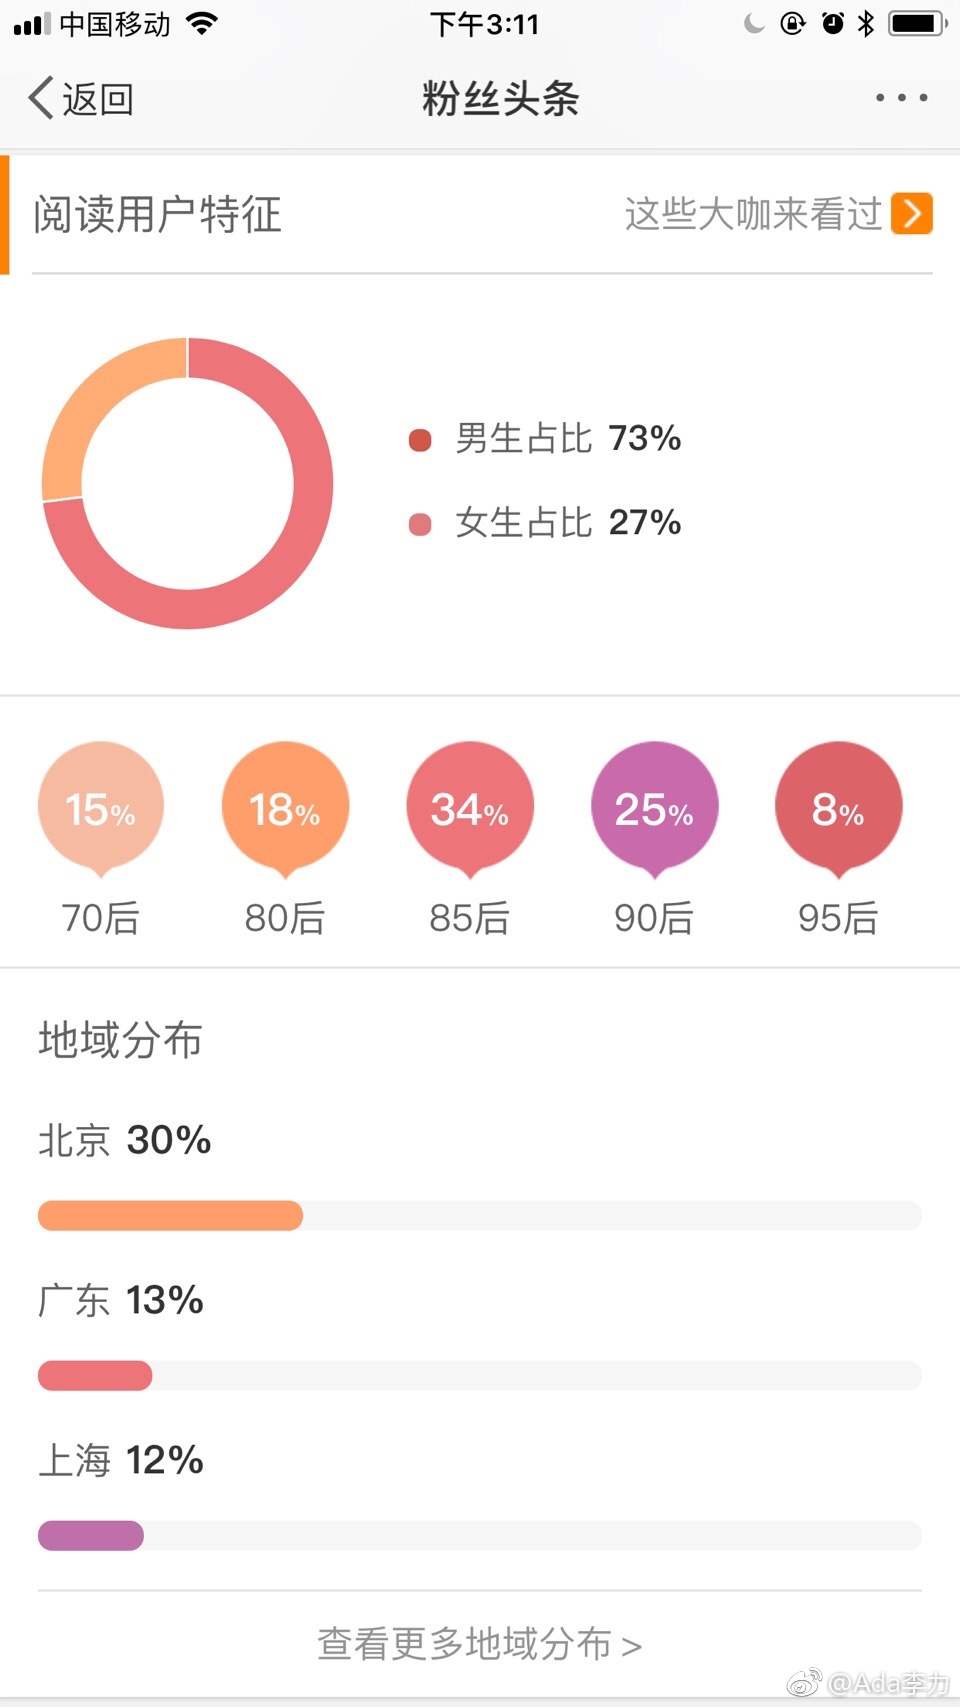 中国移动 下午3:11
返回 粉丝头条
阅读用户特征 这些大咖来看过
男生占比 73%
女生占比 27%
15% 18% 34% 25% 8%
70后 80后 85后 90后 95后
地域分布
北京 30%
广东 13%
上海 12%
查看更多地域分布 >
@Ada李力